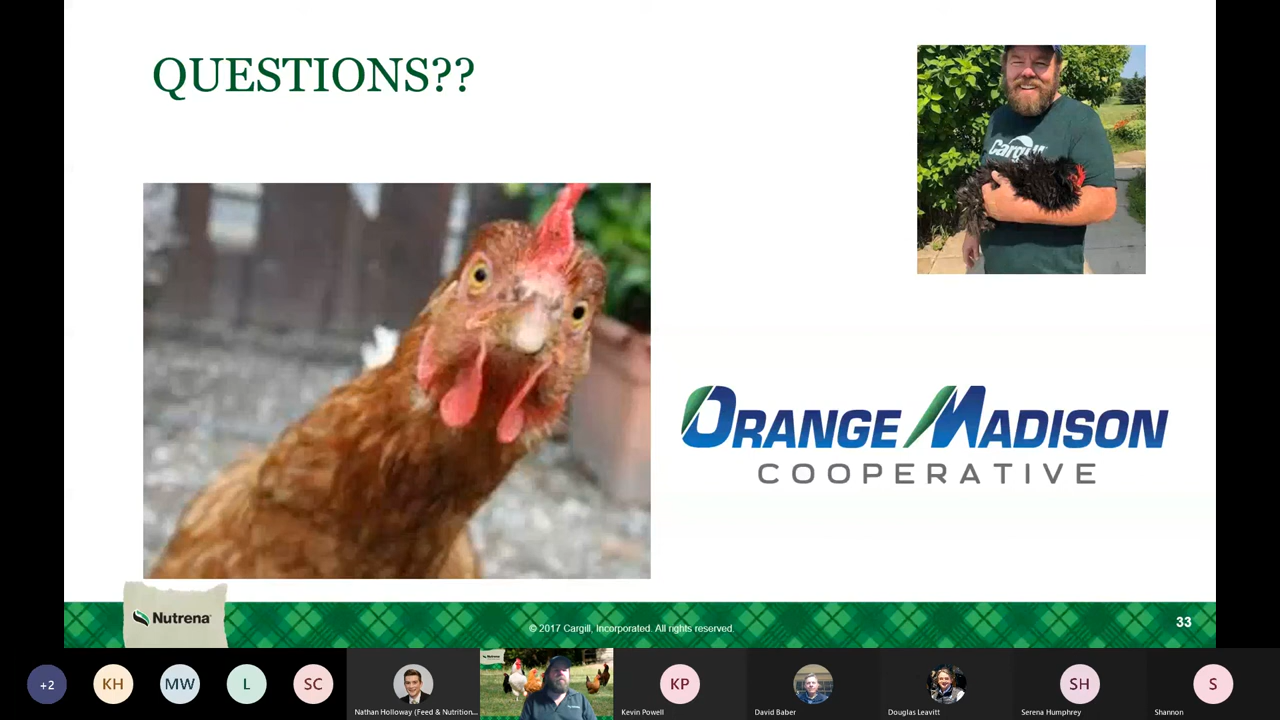 QUESTIONS??
Cargill
ORANGE MADISON
COOPERATIVE
Nutrena
© 2017 Cargill, Incorporated. All rights reserved.
33
+2
KH
MW
L
SC
Nathan Holloway (Feed & Nutrition...
Nutrena
KP
Kevin Powell
David Baber
Douglas Leavitt
SH
Serena Humphrey
S
Shannon